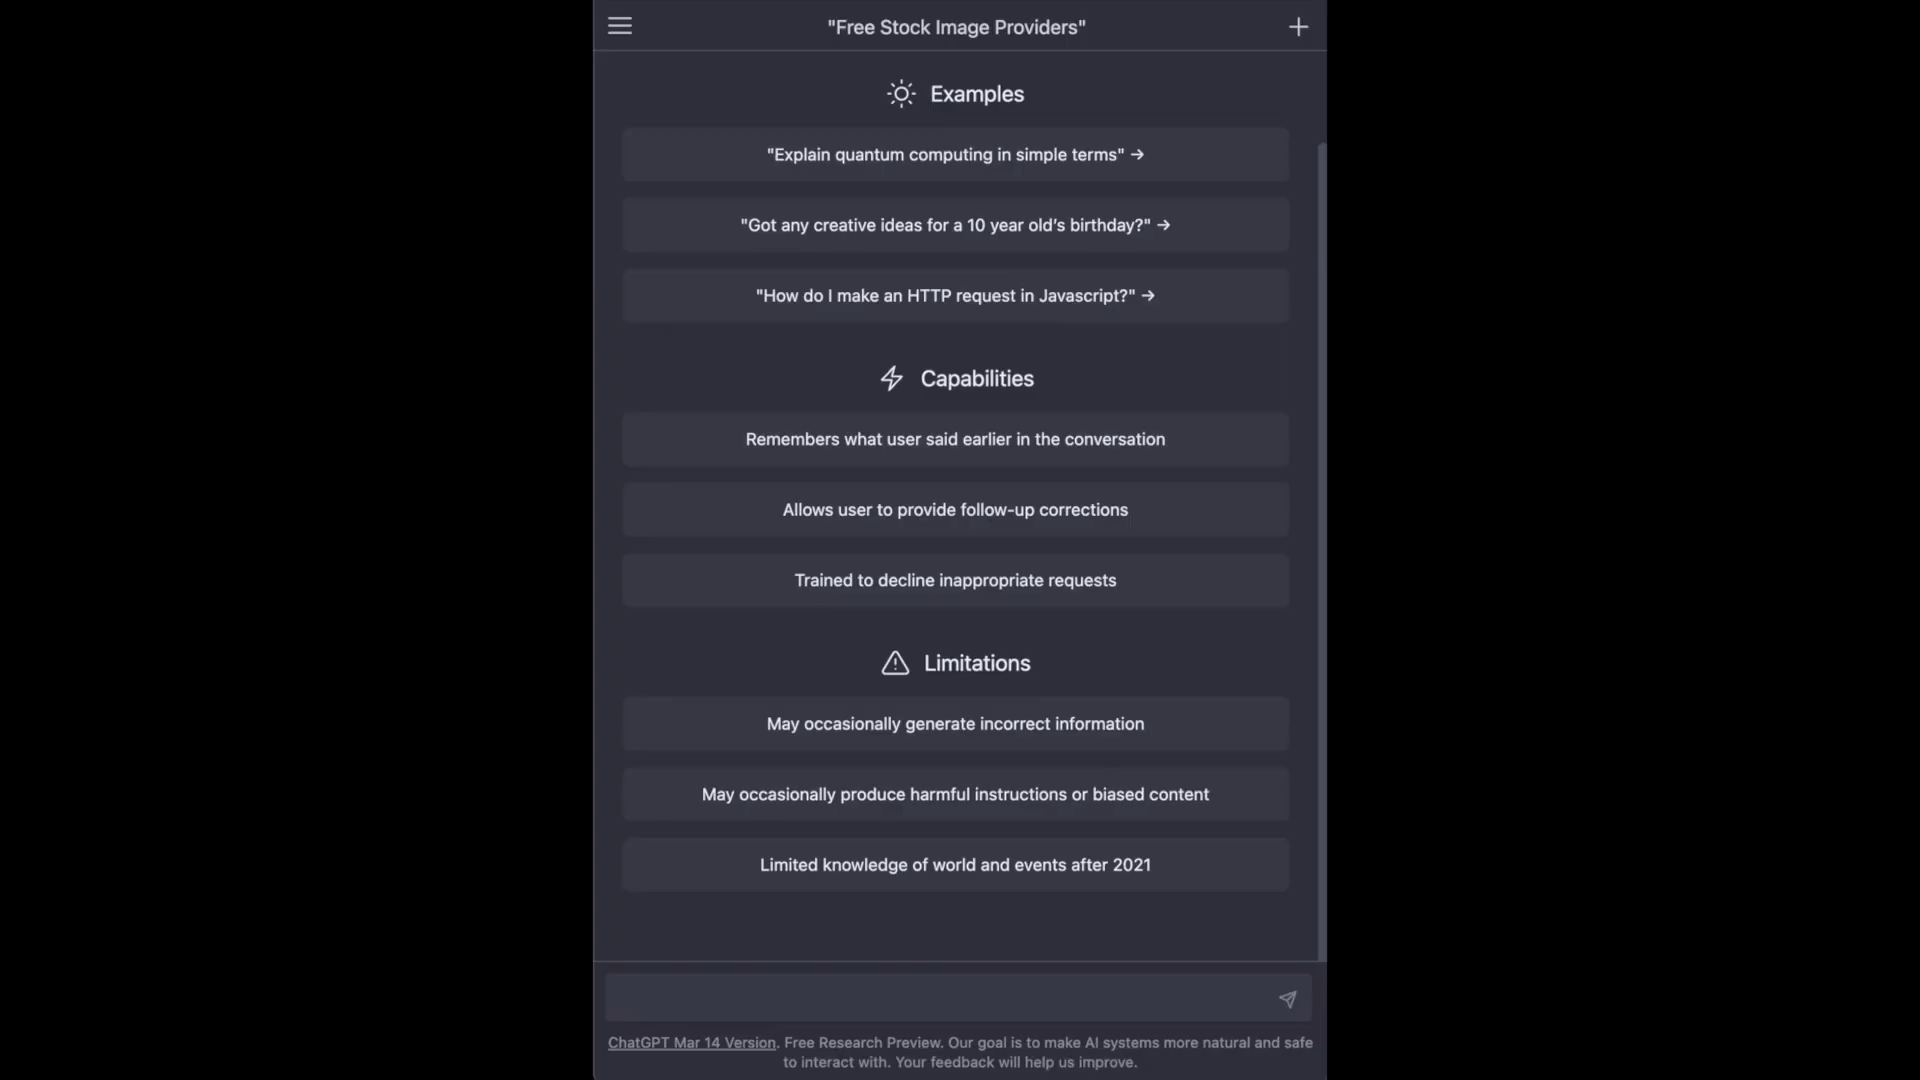 "Free Stock Image Providers"
Examples
"Explain quantum computing in simple terms" →
"Got any creative ideas for a 10 year old’s birthday?" →
"How do I make an HTTP request in Javascript?" →
Capabilities
Remembers what user said earlier in the conversation
Allows user to provide follow-up corrections
Trained to decline inappropriate requests
Limitations
May occasionally generate incorrect information
May occasionally produce harmful instructions or biased content
Limited knowledge of world and events after 2021
ChatGPT Mar 14 Version. Free Research Preview. Our goal is to make AI systems more natural and safe
to interact with. Your feedback will help us improve.